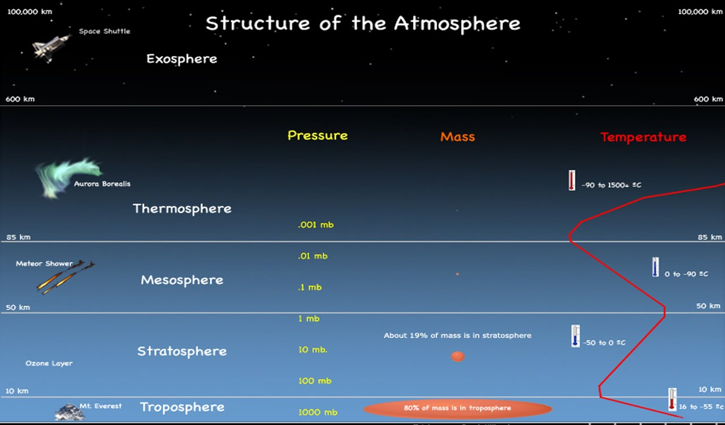 Structure of the Atmosphere
100,000 km
100,000 km
Space Shuttle
Exosphere
600 km
600 km
Pressure
Mass
Temperature
Aurora Borealis
-90 to 1500+ ºC
Thermosphere
.001 mb
85 km
85 km
.01 mb
Meteor Shower
Mesosphere
0 to -90 ºC
.1 mb
50 km
50 km
1 mb
About 19% of mass is in stratosphere
-50 to 0 ºC
Stratosphere
10 mb.
Ozone Layer
100 mb
10 km
10 km
Mt. Everest
Troposphere
1000 mb
80% of mass is in troposphere
16 to -55 ºc